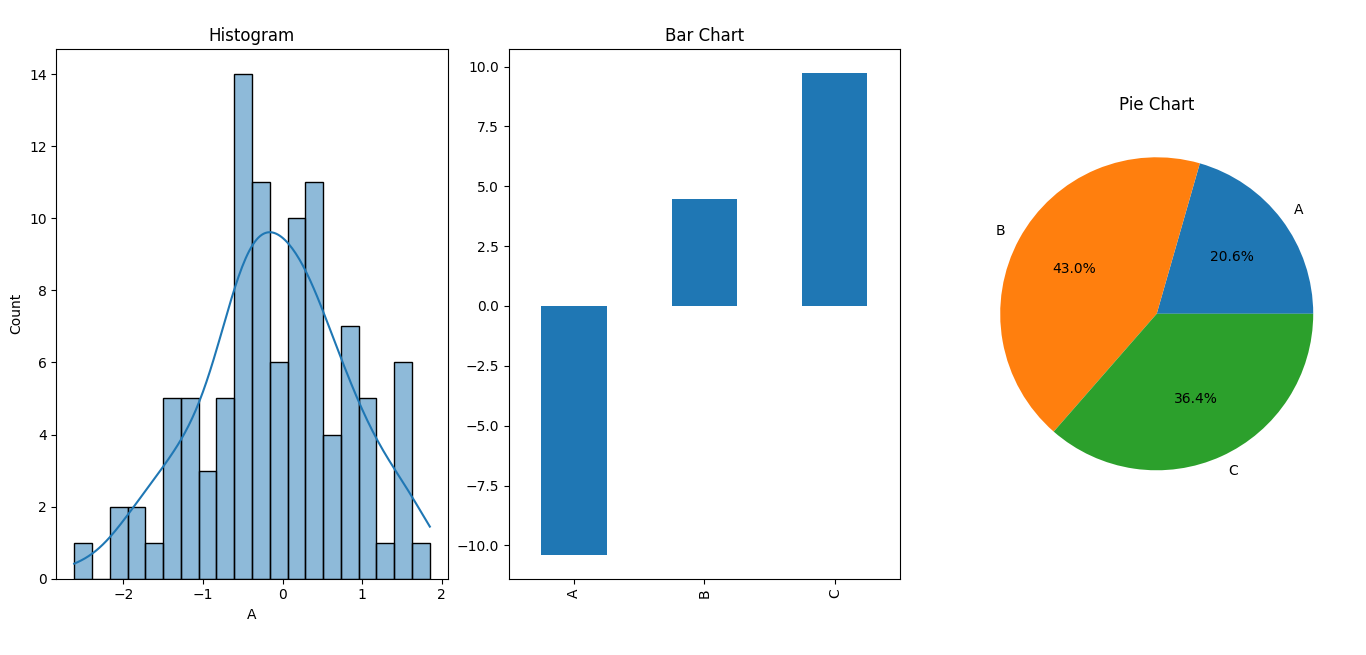 Histogram
14
12
10
8
6
4
2
0
Count
−2
−1
0
1
2
A
Bar Chart
10.0
7.5
5.0
2.5
0.0
−2.5
−5.0
−7.5
−10.0
A
B
C
Pie Chart
A
20.6%
B
43.0%
36.4%
C